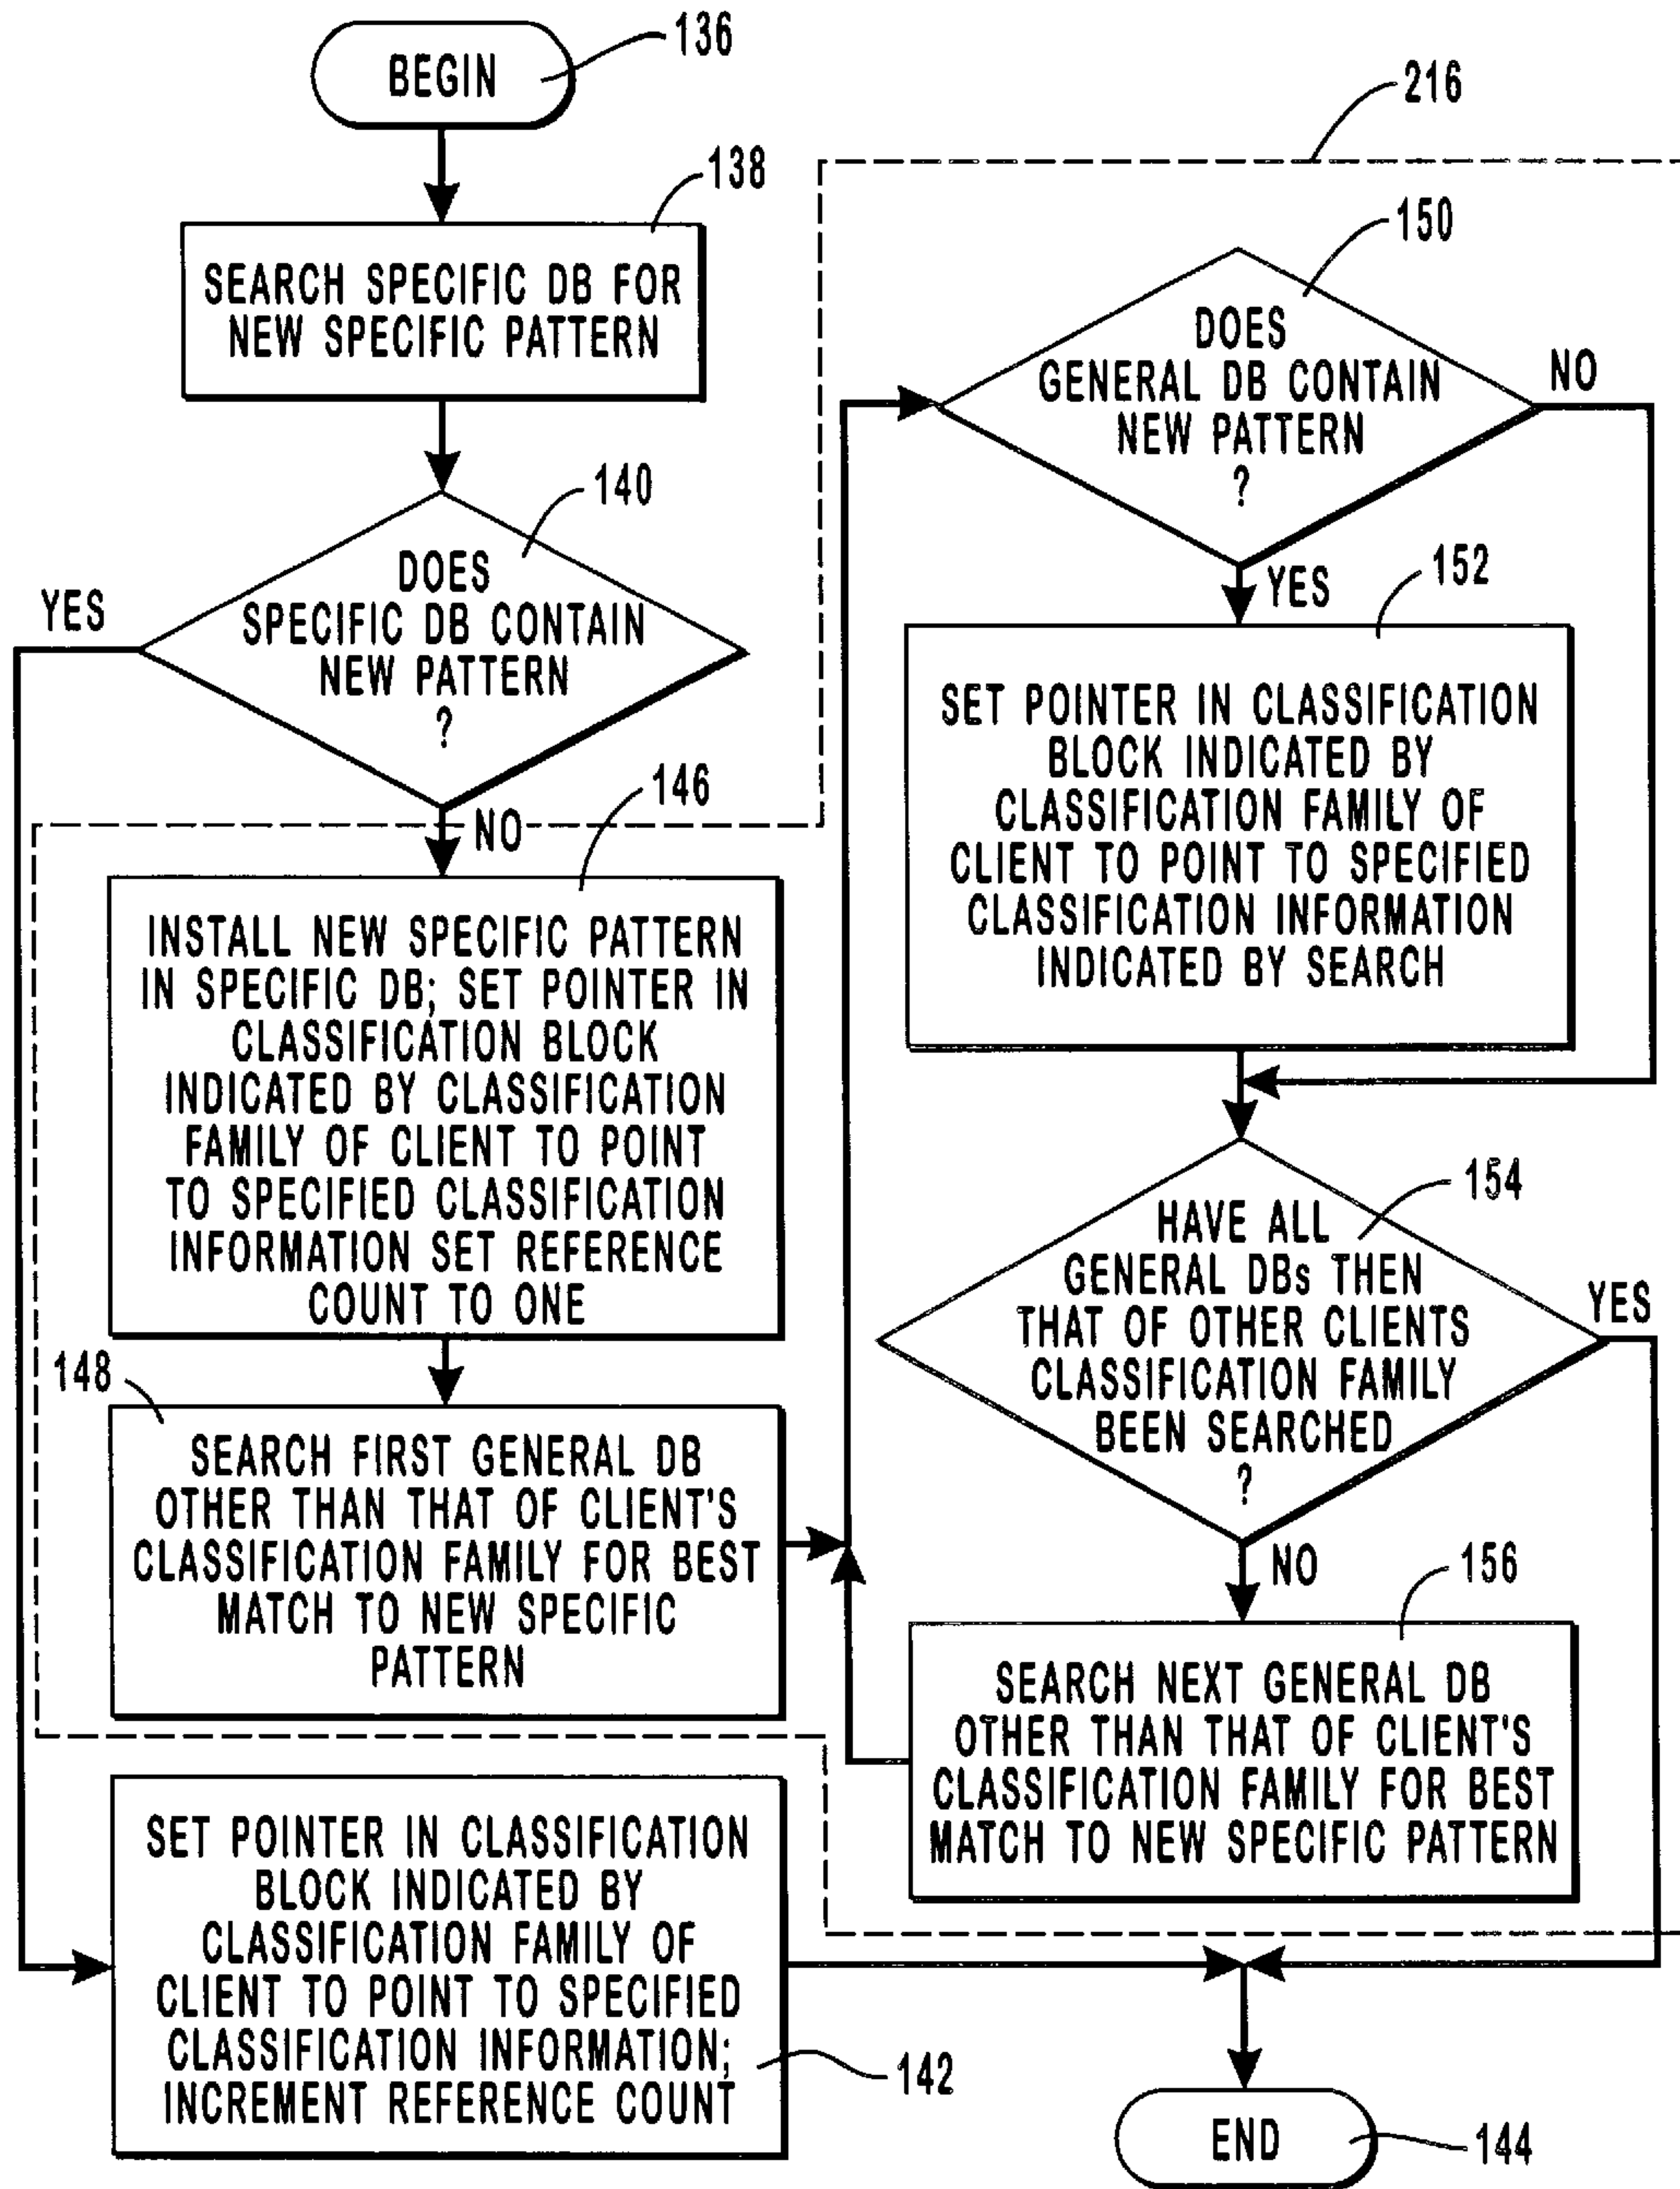 BEGIN
136
138
SEARCH SPECIFIC DB FOR
NEW SPECIFIC PATTERN
140
DOES
SPECIFIC DB CONTAIN
NEW PATTERN
?
YES
NO
146
INSTALL NEW SPECIFIC PATTERN
IN SPECIFIC DB; SET POINTER IN
CLASSIFICATION BLOCK
INDICATED BY CLASSIFICATION
FAMILY OF CLIENT TO POINT
TO SPECIFIED CLASSIFICATION
INFORMATION SET REFERENCE
COUNT TO ONE
148
SEARCH FIRST GENERAL DB
OTHER THAN THAT OF CLIENT'S
CLASSIFICATION FAMILY FOR BEST
MATCH TO NEW SPECIFIC
PATTERN
SET POINTER IN CLASSIFICATION
BLOCK INDICATED BY
CLASSIFICATION FAMILY OF
CLIENT TO POINT TO SPECIFIED
CLASSIFICATION INFORMATION;
INCREMENT REFERENCE COUNT
142
216
150
DOES
GENERAL DB CONTAIN
NEW PATTERN
?
NO
YES
152
SET POINTER IN CLASSIFICATION
BLOCK INDICATED BY
CLASSIFICATION FAMILY OF
CLIENT TO POINT TO SPECIFIED
CLASSIFICATION INFORMATION
INDICATED BY SEARCH
154
HAVE ALL
GENERAL DBs THEN
THAT OF OTHER CLIENTS
CLASSIFICATION FAMILY
BEEN SEARCHED
?
YES
NO
156
SEARCH NEXT GENERAL DB
OTHER THAN THAT OF CLIENT'S
CLASSIFICATION FAMILY FOR BEST
MATCH TO NEW SPECIFIC PATTERN
END
144